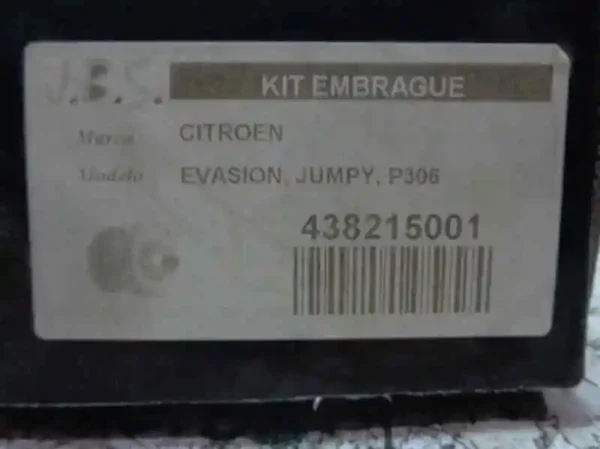 J.B.S.
KIT EMBRAGUE
Marca CITROEN
Modelo EVASION, JUMPY, P306
438215001